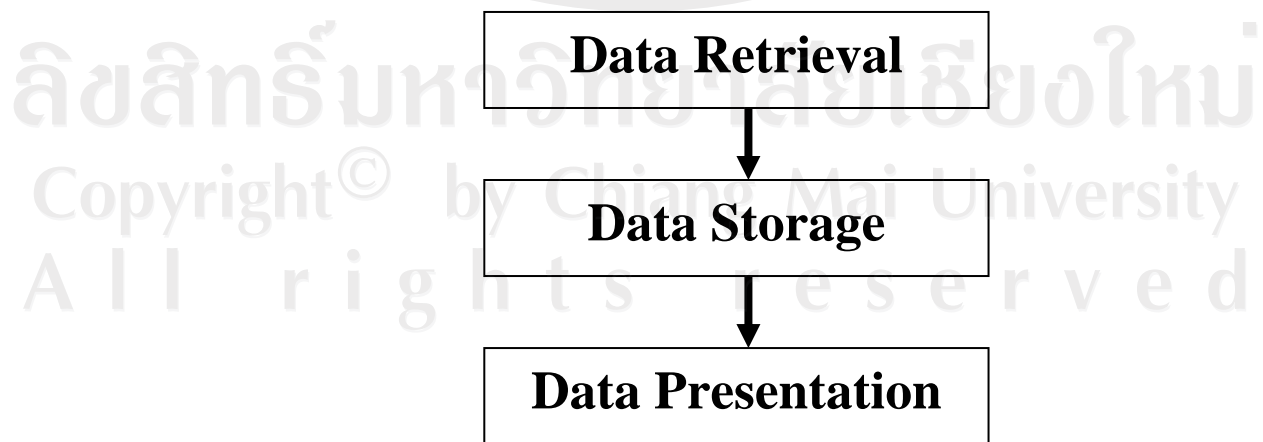 Data Retrieval
ลิขสิทธิ์มหาวิทยาลัยเชียงใหม่
Copyright© by Chiang Mai University
Data Storage
All rights reserved
Data Presentation